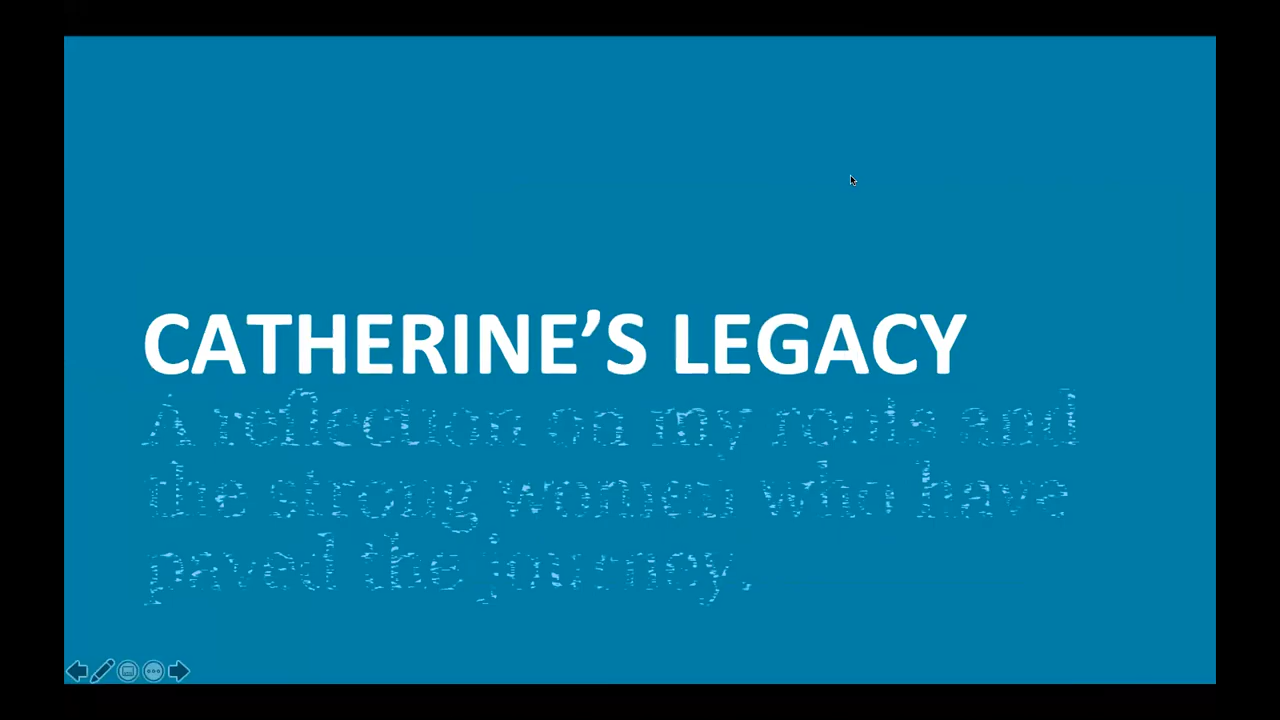 CATHERINE’S LEGACY
A reflection on my roots and
the strong women who have
paved the journey.